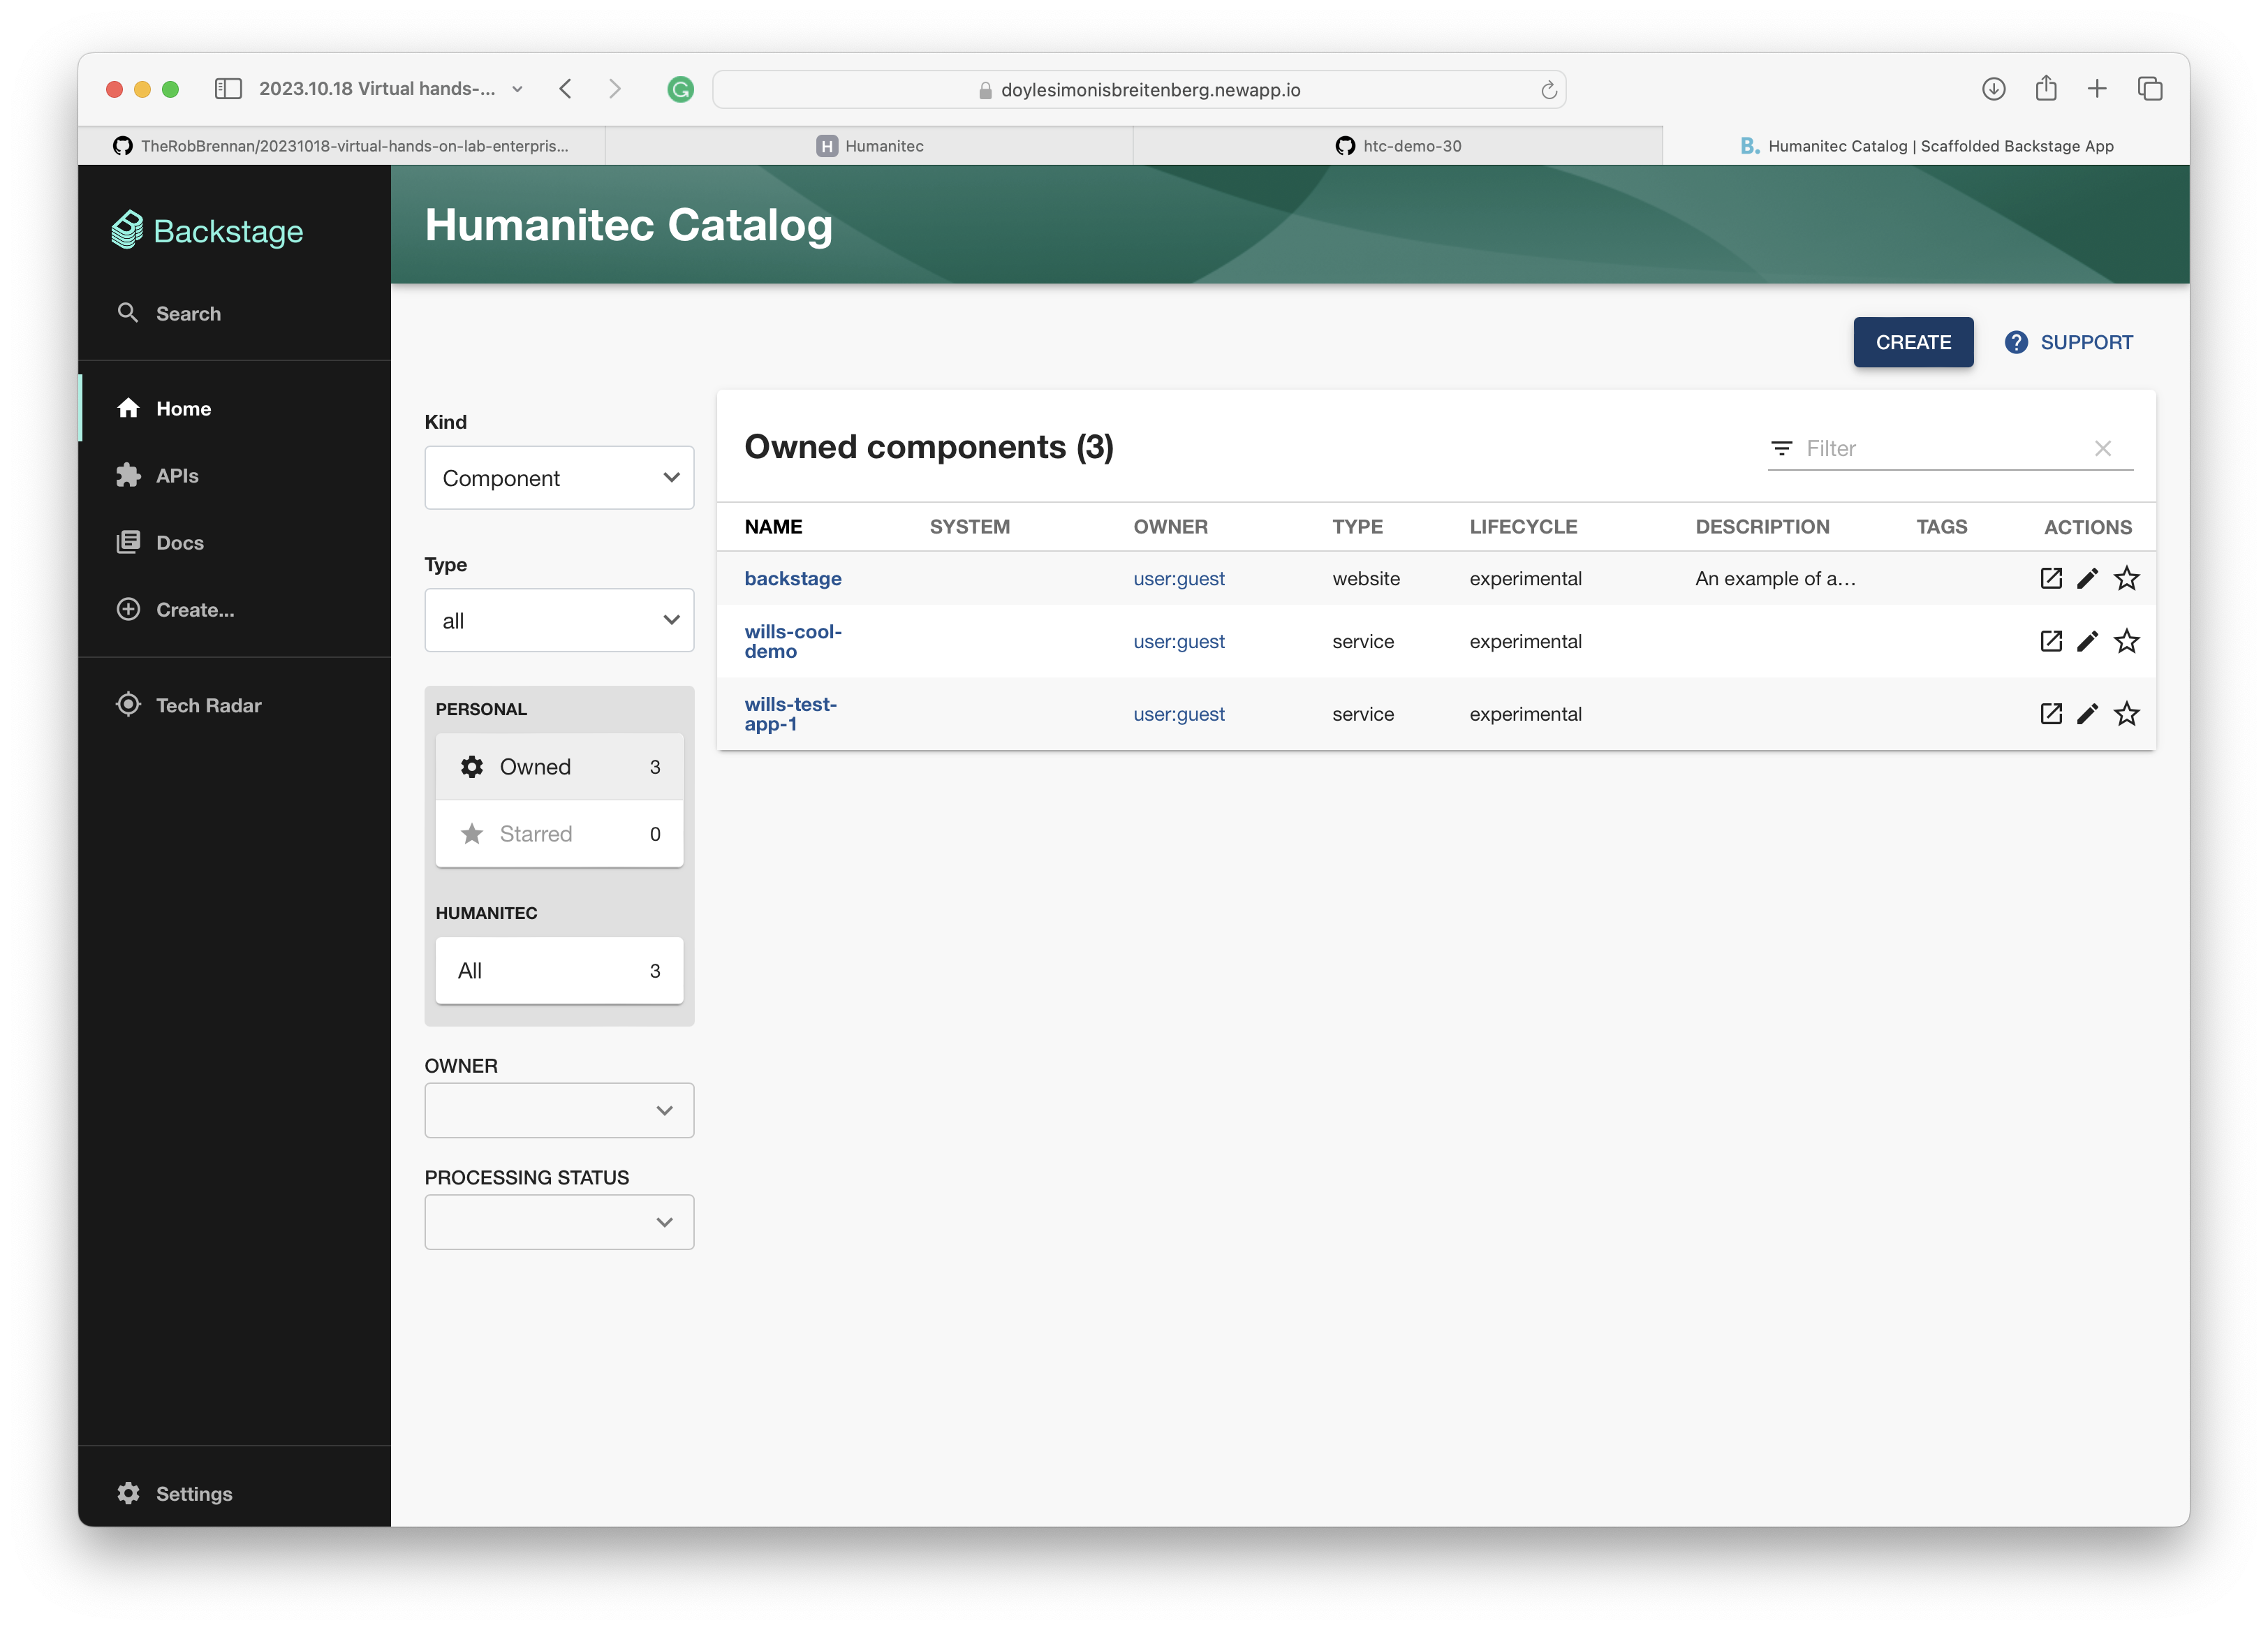 2023.10.18 Virtual hands-...
doylesimonisbreitenberg.newapp.io
TheRobBrennan/20231018-virtual-hands-on-lab-enterpris...
H Humanitec
htc-demo-30
B. Humanitec Catalog | Scaffolded Backstage App
Backstage
Search
Home
APIs
Docs
Create...
Tech Radar
Settings
Humanitec Catalog
CREATE
? SUPPORT
Kind
Component
Type
all
PERSONAL
Owned 3
Starred 0
HUMANITEC
All 3
OWNER
PROCESSING STATUS
Owned components (3)
Filter
NAME SYSTEM OWNER TYPE LIFECYCLE DESCRIPTION TAGS ACTIONS
backstage user:guest website experimental An example of a…
wills-cool-
demo user:guest service experimental
wills-test-
app-1 user:guest service experimental